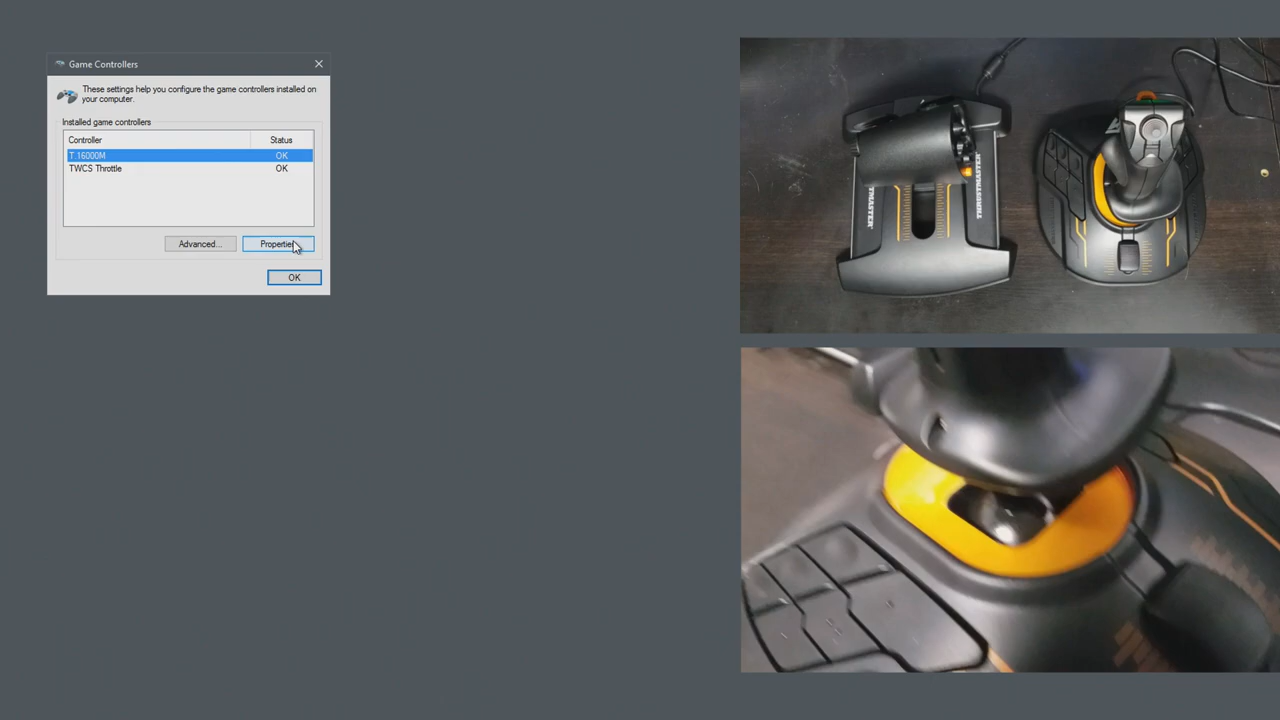 Game Controllers
These settings help you configure the game controllers installed on
your computer.
Installed game controllers
Controller Status
T.16000M OK
TWCS Throttle OK
Advanced... Properties
OK
THRUSTMASTER